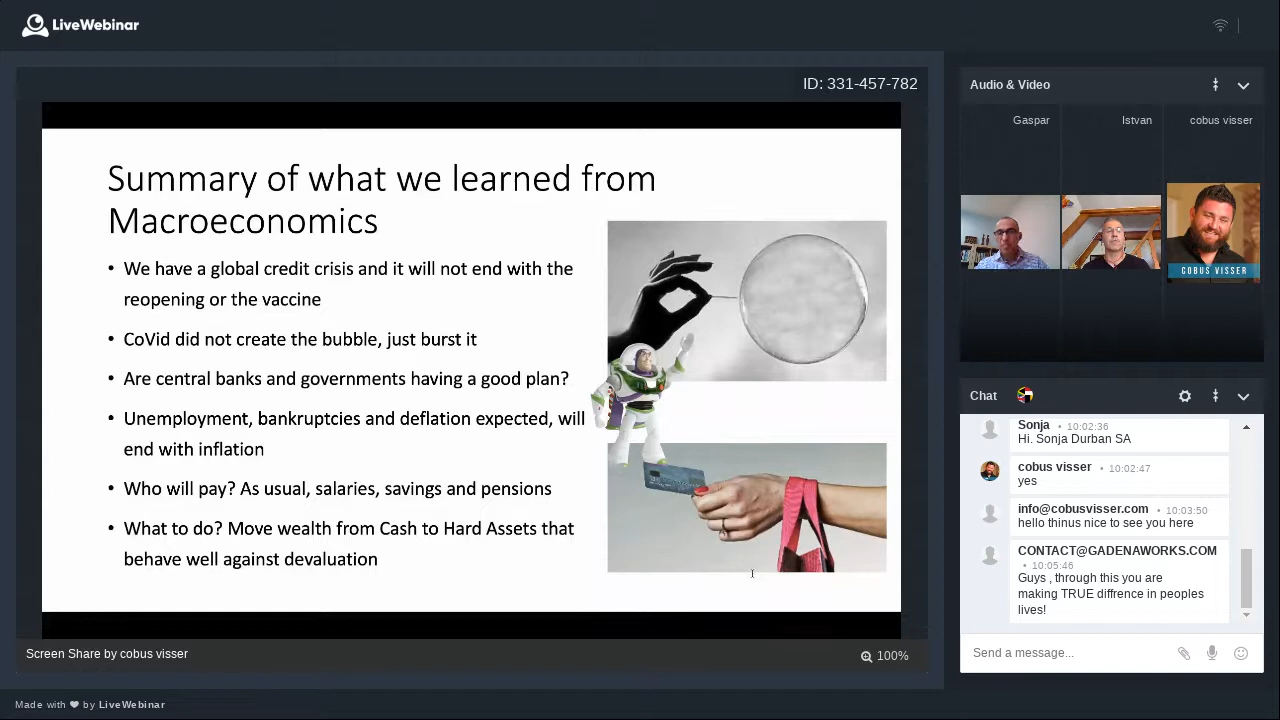 LiveWebinar
ID: 331-457-782
Summary of what we learned from
Macroeconomics
• We have a global credit crisis and it will not end with the
reopening or the vaccine
• CoVid did not create the bubble, just burst it
• Are central banks and governments having a good plan?
• Unemployment, bankruptcies and deflation expected, will
end with inflation
• Who will pay? As usual, salaries, savings and pensions
• What to do? Move wealth from Cash to Hard Assets that
behave well against devaluation
Screen Share by cobus visser
100%
Made with ❤ by LiveWebinar
Audio & Video
Gaspar
Istvan
cobus visser
COBUS VISSER
Chat
Sonja • 10:02:36
Hi. Sonja Durban SA
cobus visser • 10:02:47
yes
info@cobusvisser.com • 10:03:50
hello thinus nice to see you here
CONTACT@GADENAWORKS.COM
• 10:05:46
Guys , through this you are
making TRUE diffrence in peoples
lives!
Send a message...